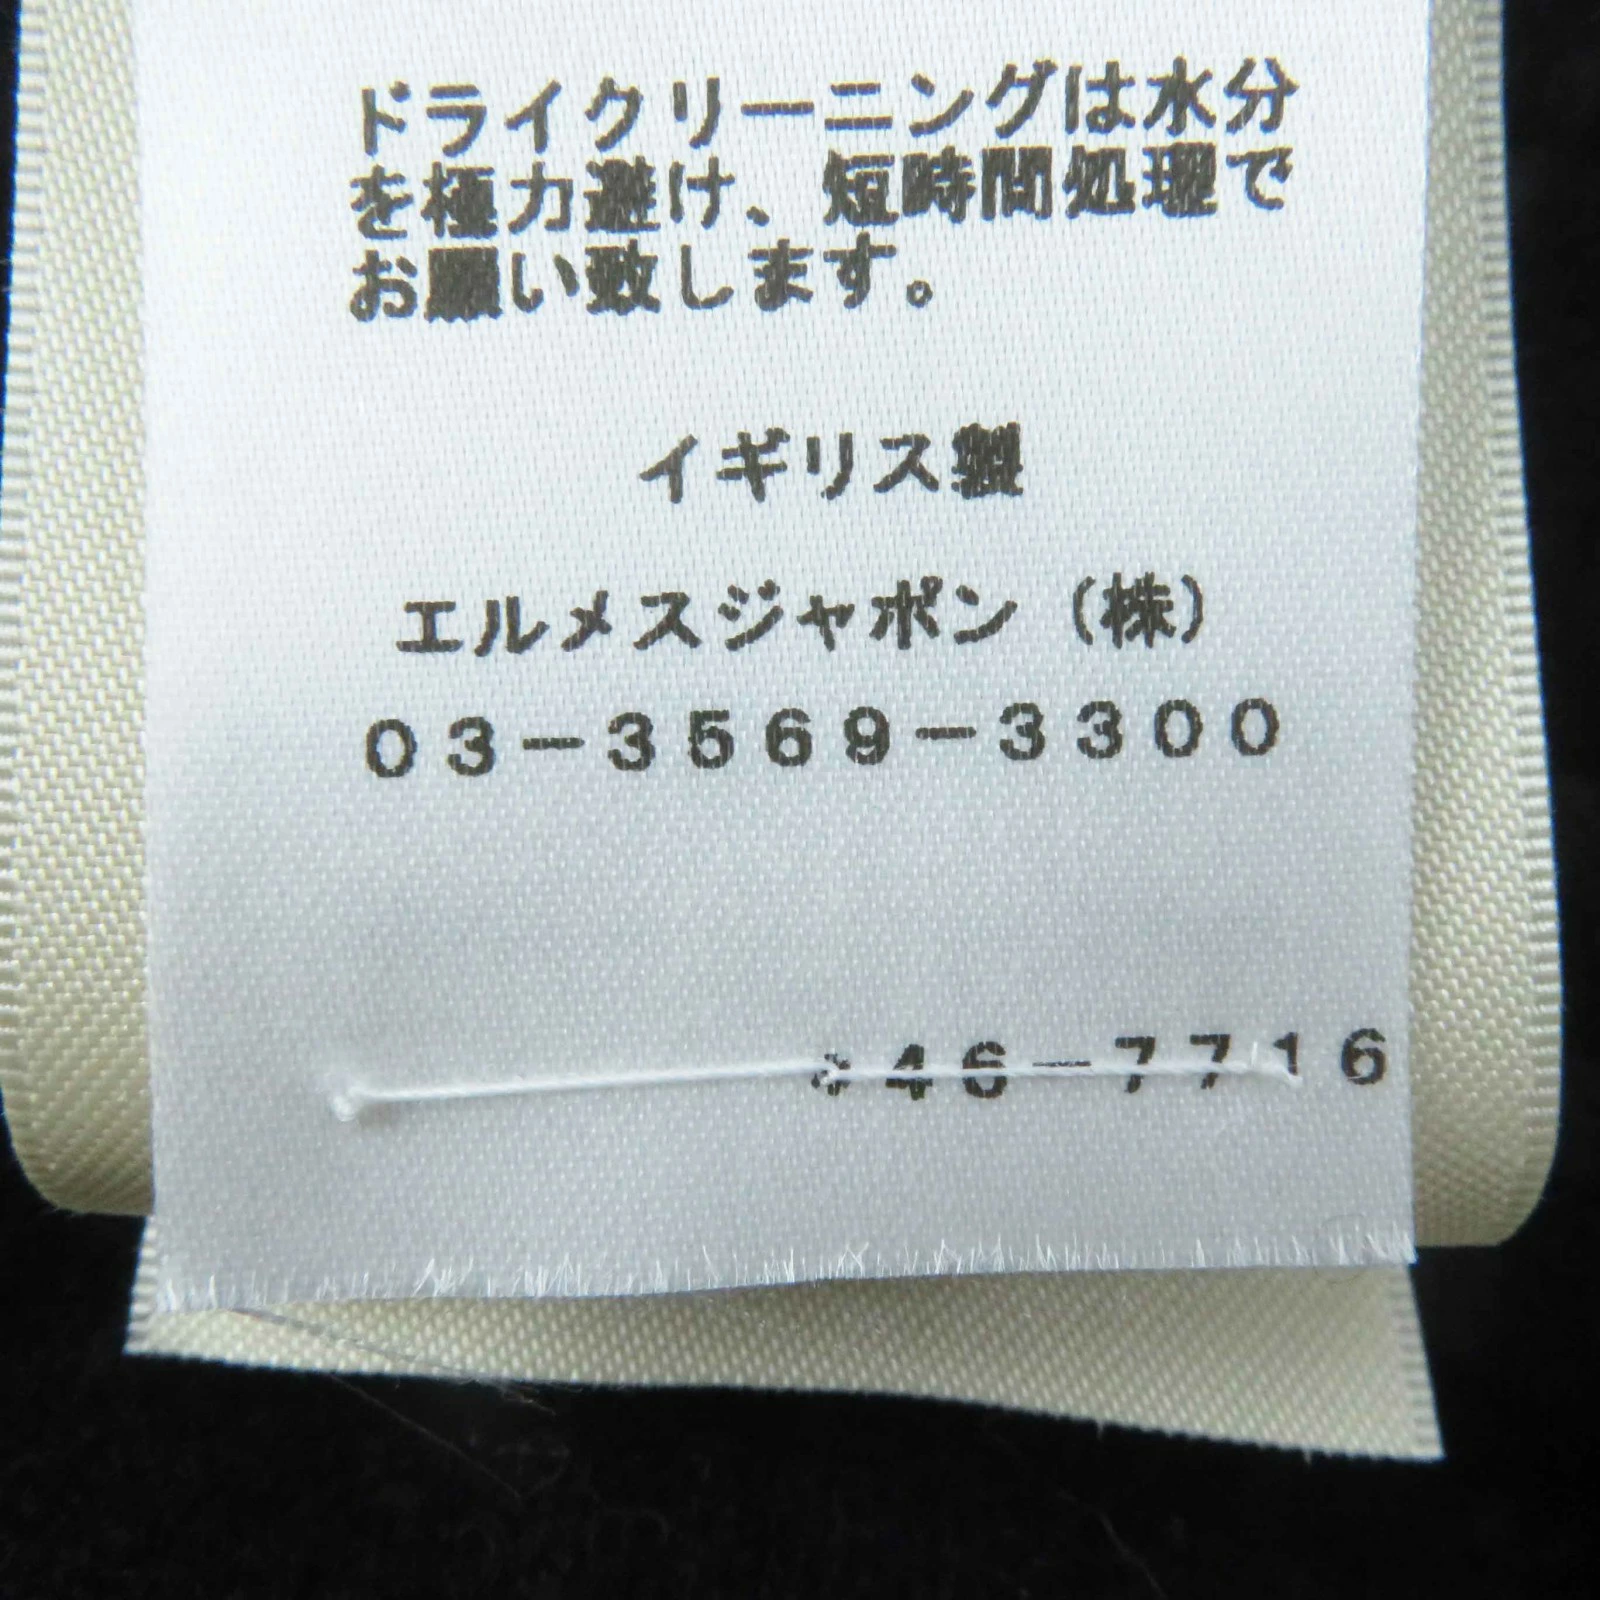 ドライクリーニングは水分
を極力避け、短時間処理で
お願い致します。
イギリス製
エルメスジャポン（株）
０３－３５６９－３３００
＊４６－７７１６